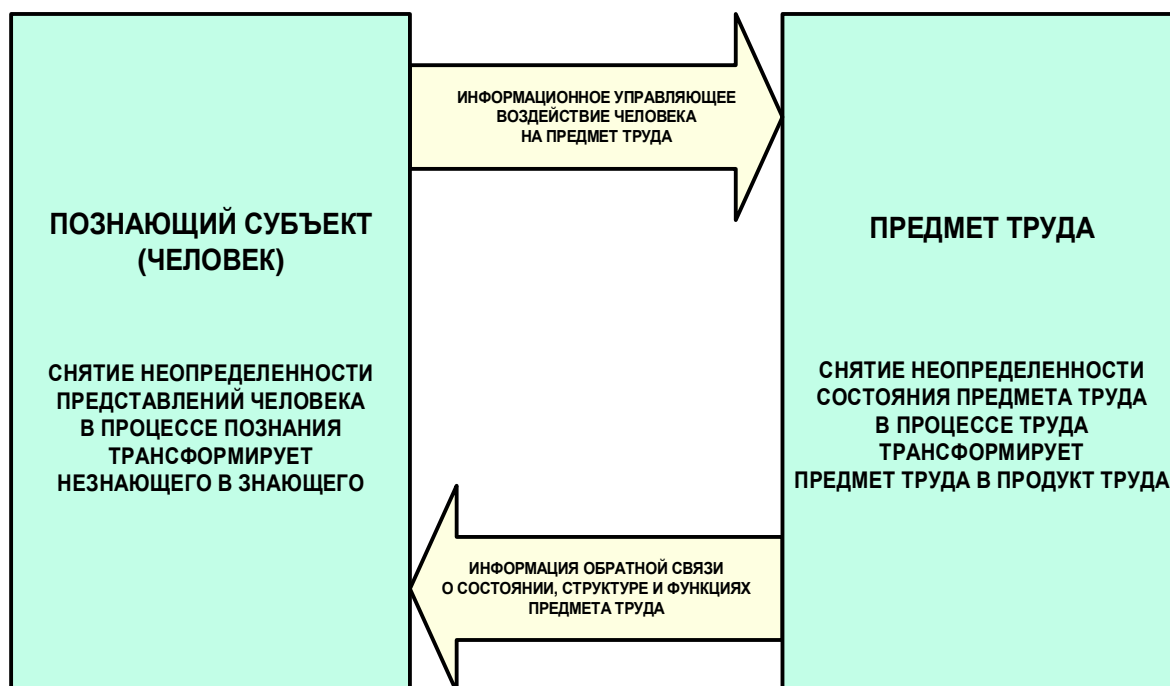 ПОЗНАЮЩИЙ СУБЪЕКТ
(ЧЕЛОВЕК)
СНЯТИЕ НЕОПРЕДЕЛЕННОСТИ
ПРЕДСТАВЛЕНИЙ ЧЕЛОВЕКА
В ПРОЦЕССЕ ПОЗНАНИЯ
ТРАНСФОРМИРУЕТ
НЕЗНАЮЩЕГО В ЗНАЮЩЕГО
ИНФОРМАЦИОННОЕ УПРАВЛЯЮЩЕЕ
ВОЗДЕЙСТВИЕ ЧЕЛОВЕКА
НА ПРЕДМЕТ ТРУДА
ИНФОРМАЦИЯ ОБРАТНОЙ СВЯЗИ
О СОСТОЯНИИ, СТРУКТУРЕ И ФУНКЦИЯХ
ПРЕДМЕТА ТРУДА
ПРЕДМЕТ ТРУДА
СНЯТИЕ НЕОПРЕДЕЛЕННОСТИ
СОСТОЯНИЯ ПРЕДМЕТА ТРУДА
В ПРОЦЕССЕ ТРУДА
ТРАНСФОРМИРУЕТ
ПРЕДМЕТ ТРУДА В ПРОДУКТ ТРУДА